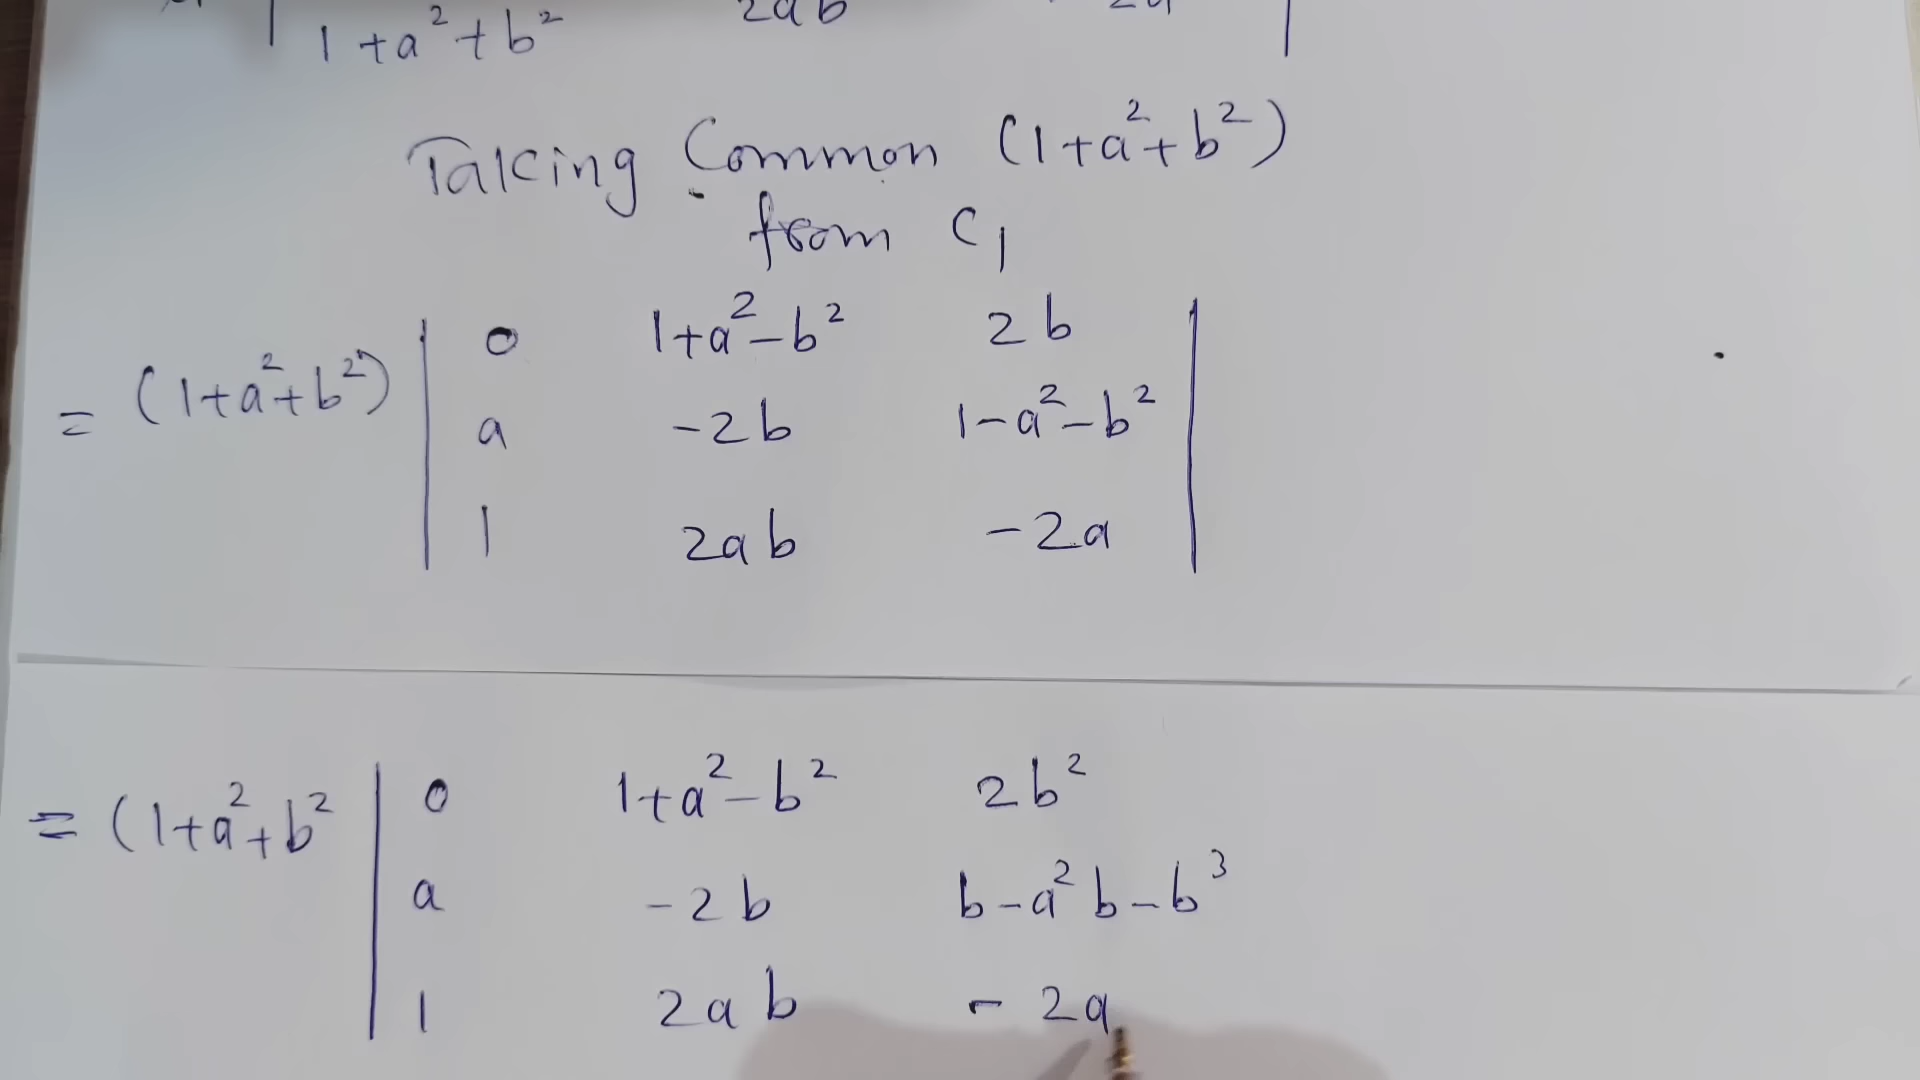 1+a²+b² 2ab 2a |
Taking Common (1+a²+b²)
from C₁
= (1+a²+b²) | 0 1+a²-b² 2b |
a -2b 1-a²-b²
1 2ab -2a
= (1+a²+b² | 0 1+a²-b² 2b²
a -2b b-a²b-b³
1 2ab - 2a